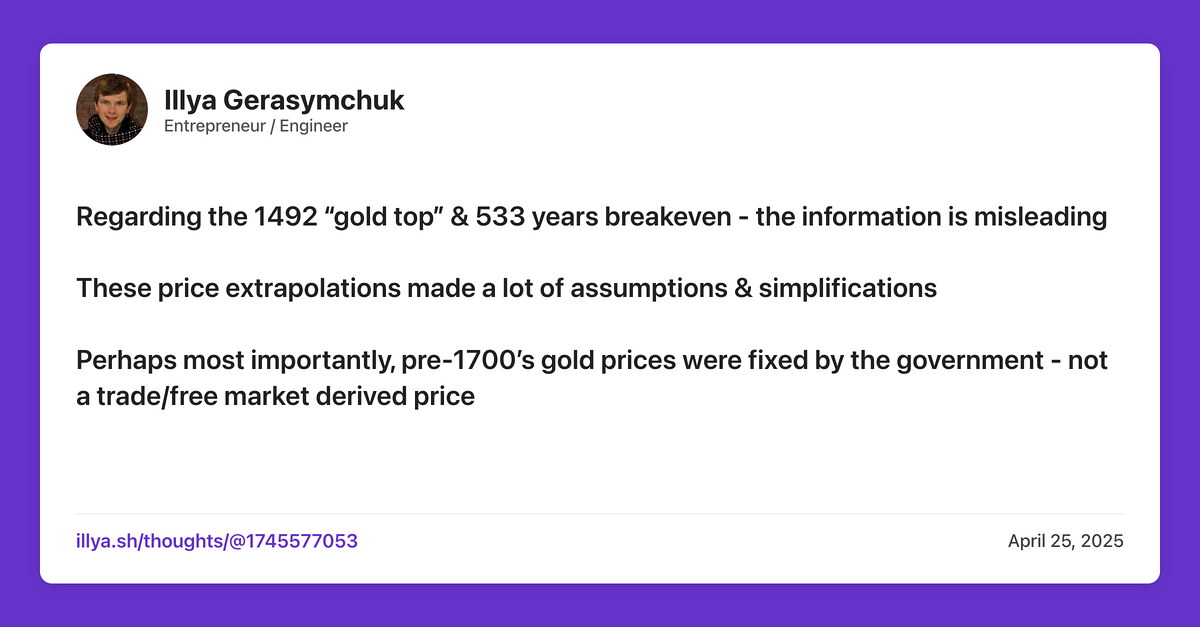 Illya Gerasymchuk
Entrepreneur / Engineer
Regarding the 1492 “gold top” & 533 years breakeven - the information is misleading
These price extrapolations made a lot of assumptions & simplifications
Perhaps most importantly, pre-1700’s gold prices were fixed by the government - not
a trade/free market derived price
illya.sh/thoughts/@1745577053
April 25, 2025